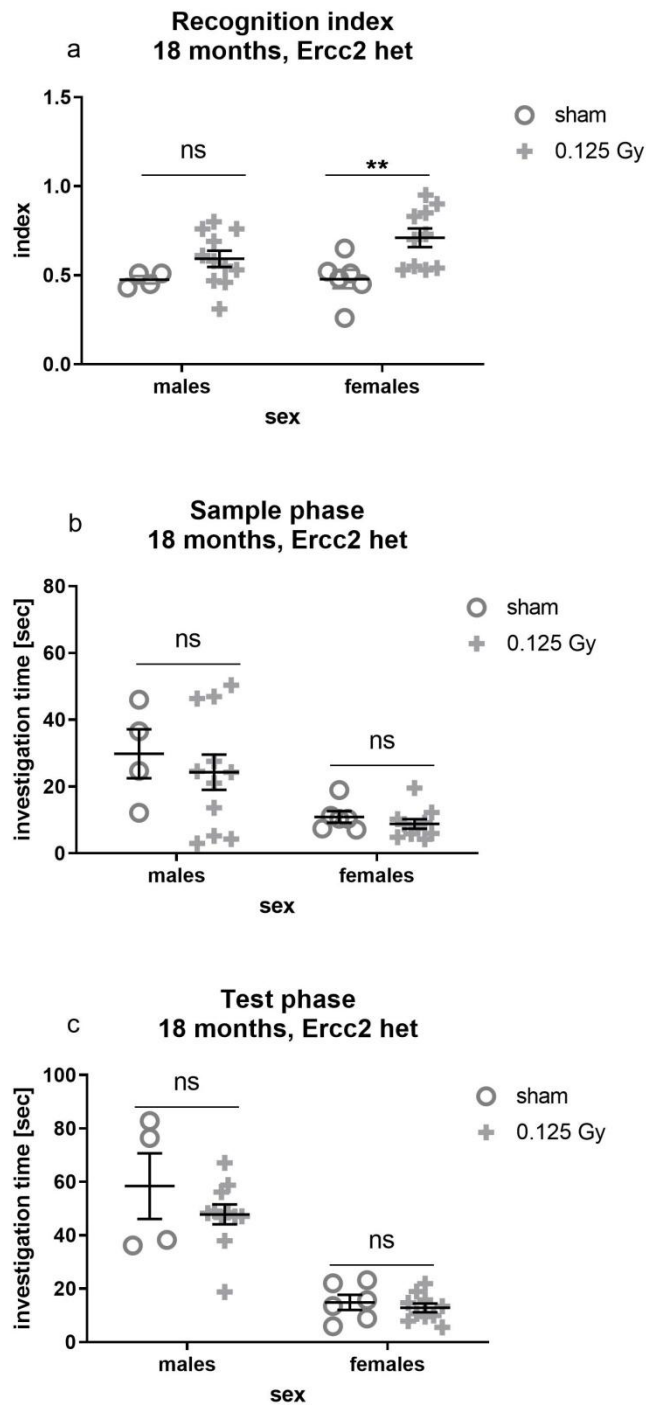 a
Recognition index
18 months, Ercc2 het
1.5
1.0
0.5
0.0
index
ns
**
sham
0.125 Gy
males
females
sex
b
Sample phase
18 months, Ercc2 het
80
60
40
20
0
investigation time [sec]
ns
ns
sham
0.125 Gy
males
females
sex
c
Test phase
18 months, Ercc2 het
100
80
60
40
20
0
investigation time [sec]
ns
ns
sham
0.125 Gy
males
females
sex